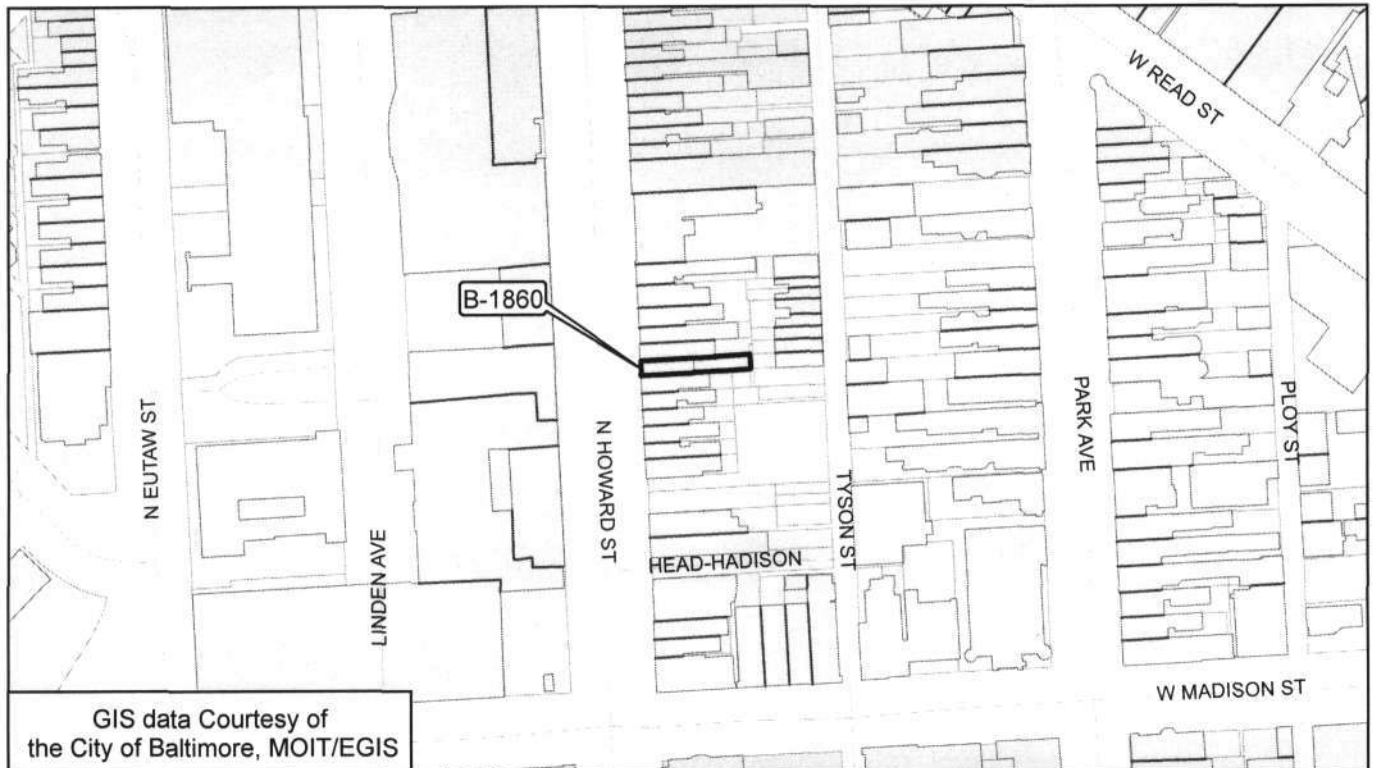 W READ ST
B-1860
N EUTAW ST
LINDEN AVE
N HOWARD ST
HEAD-HADISON
TYSON ST
PARK AVE
PLOY ST
W MADISON ST
GIS data Courtesy of
the City of Baltimore, MOIT/EGIS